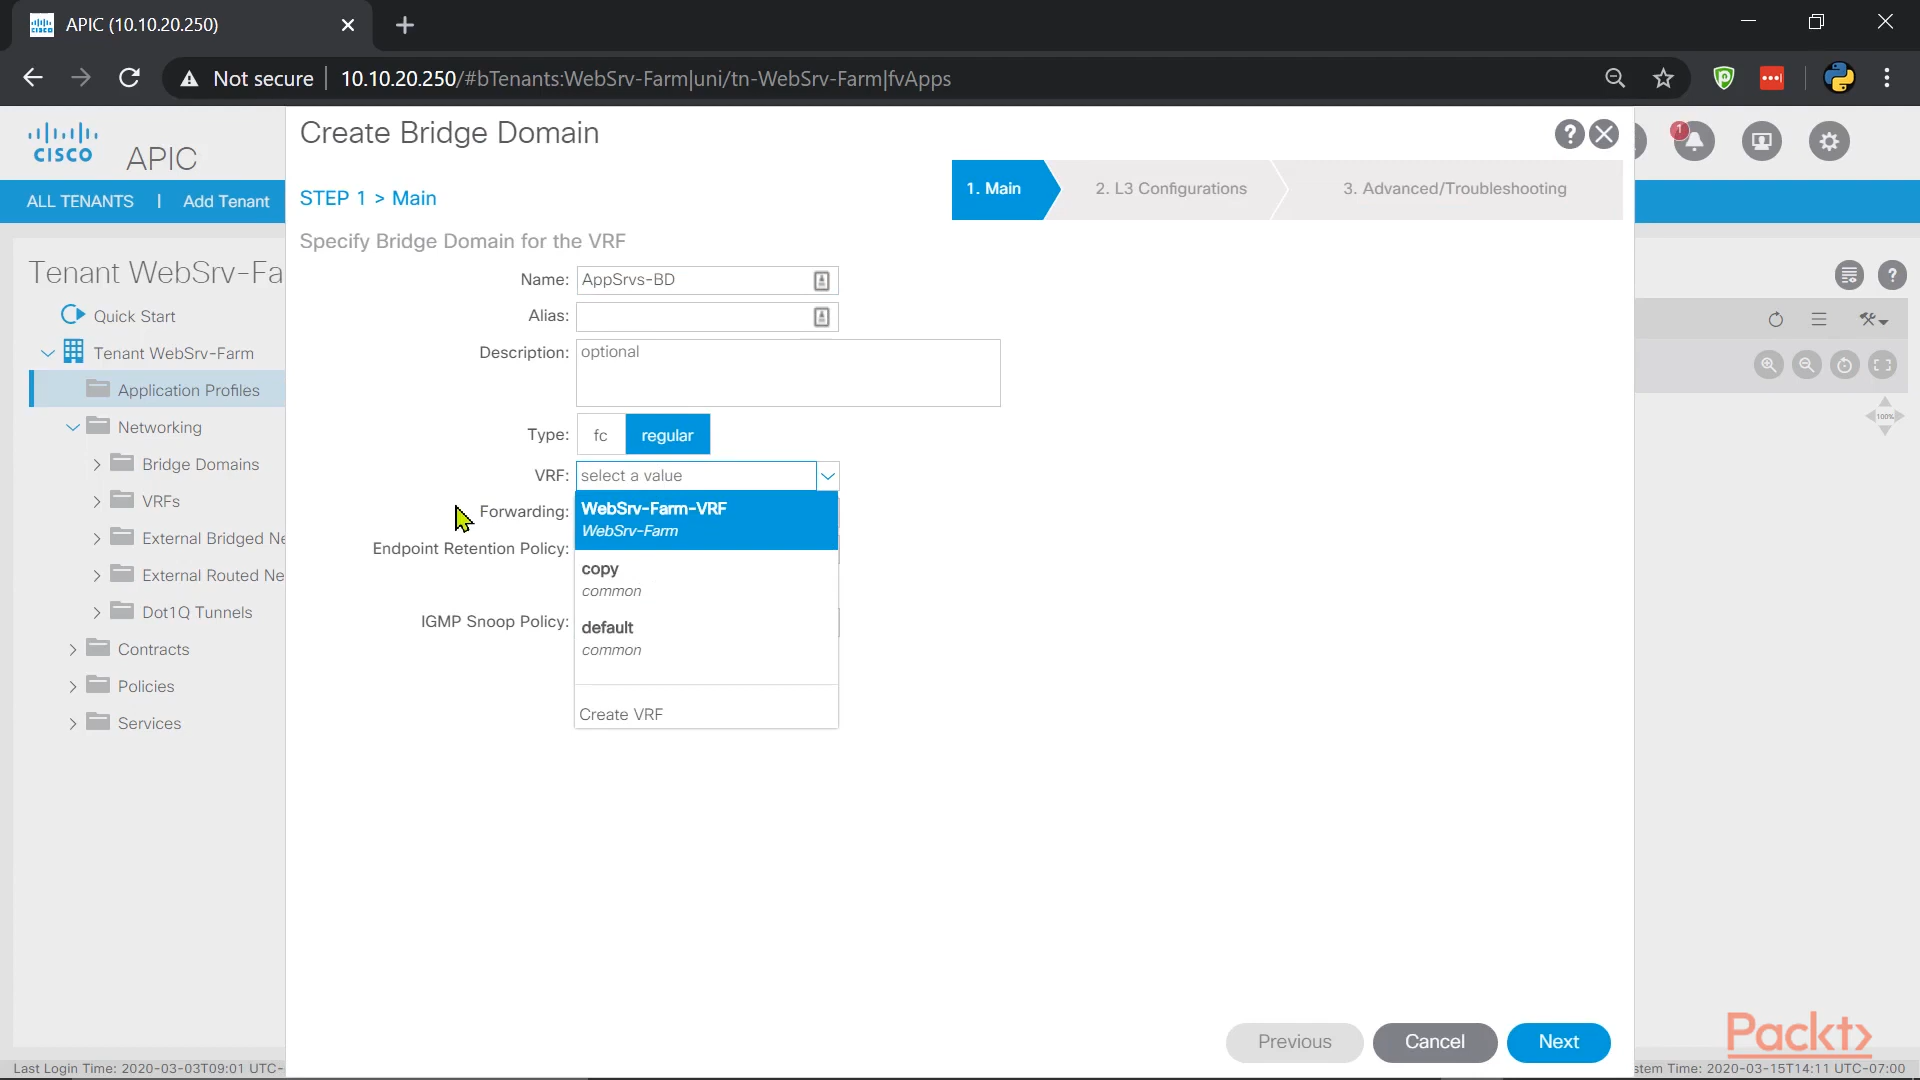 APIC (10.10.20.250)
Not secure
10.10.20.250/#bTenants:WebSrv-Farm|uni/tn-WebSrv-Farm|fvApps
CISCO
APIC
ALL TENANTS | Add Tenant
Tenant WebSrv-Fa
Quick Start
Tenant WebSrv-Farm
Application Profiles
Networking
Bridge Domains
VRFs
External Bridged Ne
External Routed Ne
Dot1Q Tunnels
Contracts
Policies
Services
Last Login Time: 2020-03-03T09:01 UTC-
Create Bridge Domain
STEP 1 > Main
1. Main
2. L3 Configurations
3. Advanced/Troubleshooting
Specify Bridge Domain for the VRF
Name: AppSrvs-BD
Alias:
Description: optional
Type: fc regular
VRF: select a value
WebSrv-Farm-VRF
WebSrv-Farm
Forwarding:
Endpoint Retention Policy:
copy
common
IGMP Snoop Policy:
default
common
Create VRF
Previous
Cancel
Next
1
100%
Packt>
stem Time: 2020-03-15T14:11 UTC-07:00